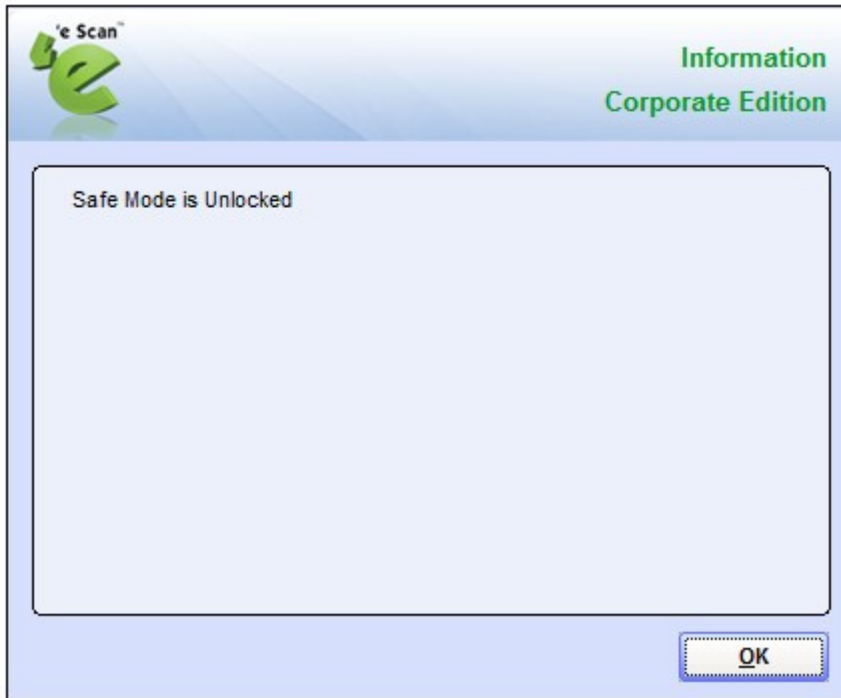 'e Scan™
Information
Corporate Edition
Safe Mode is Unlocked
OK